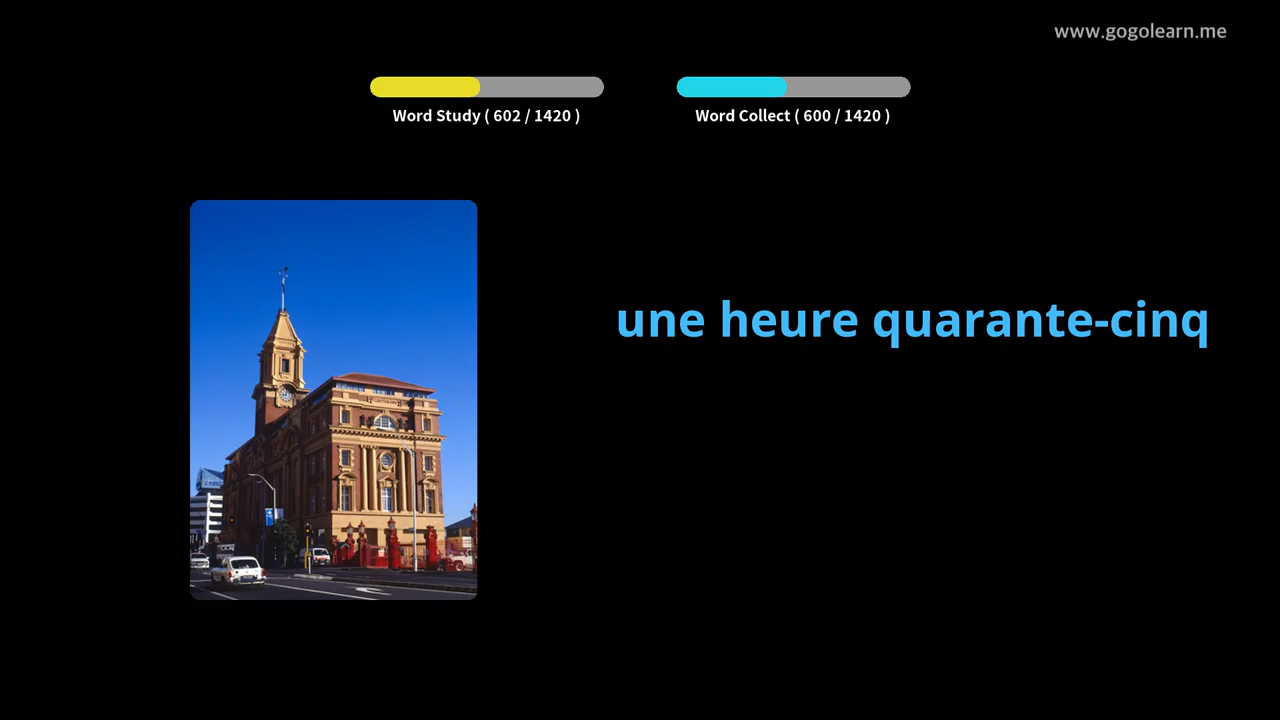 www.gogolearn.me
Word Study ( 602 / 1420 )
Word Collect ( 600 / 1420 )
une heure quarante-cinq